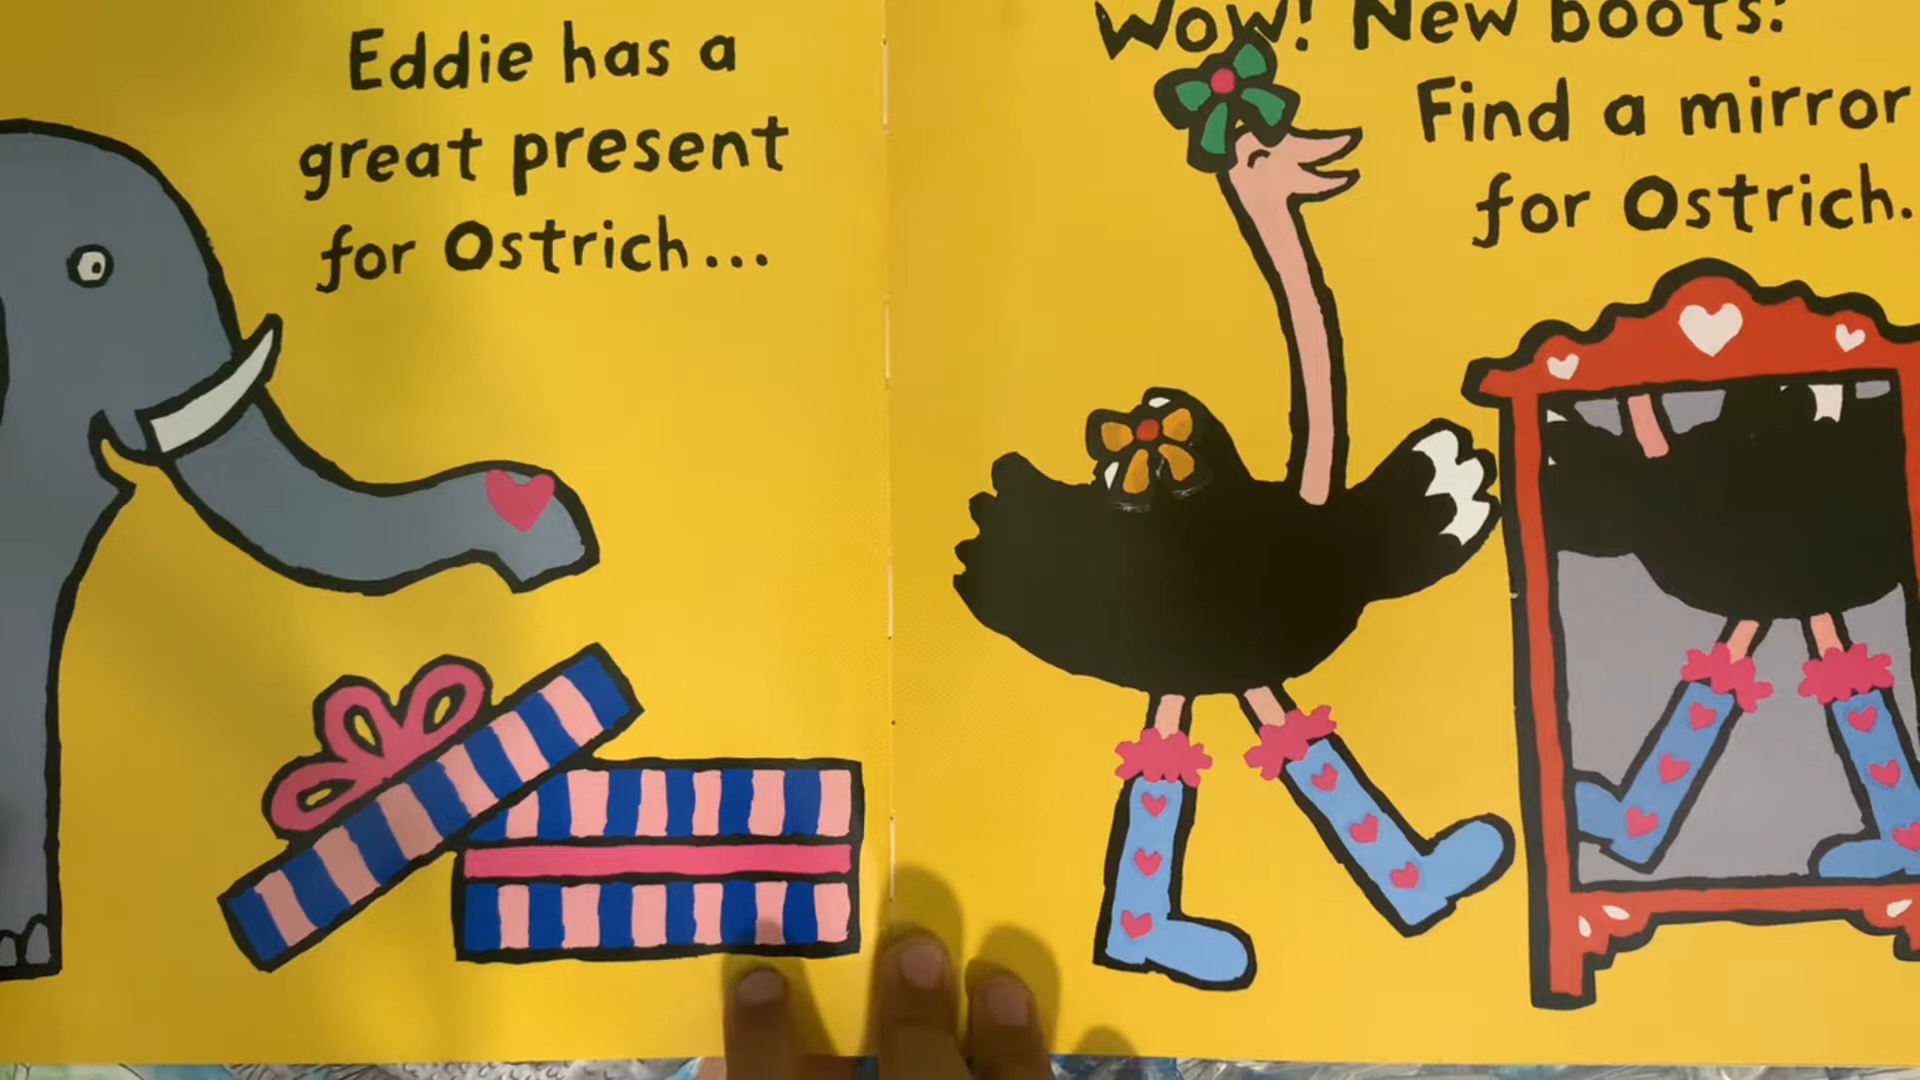 Eddie has a
great present
for Ostrich...
Wow! New boots!
Find a mirror
for Ostrich.